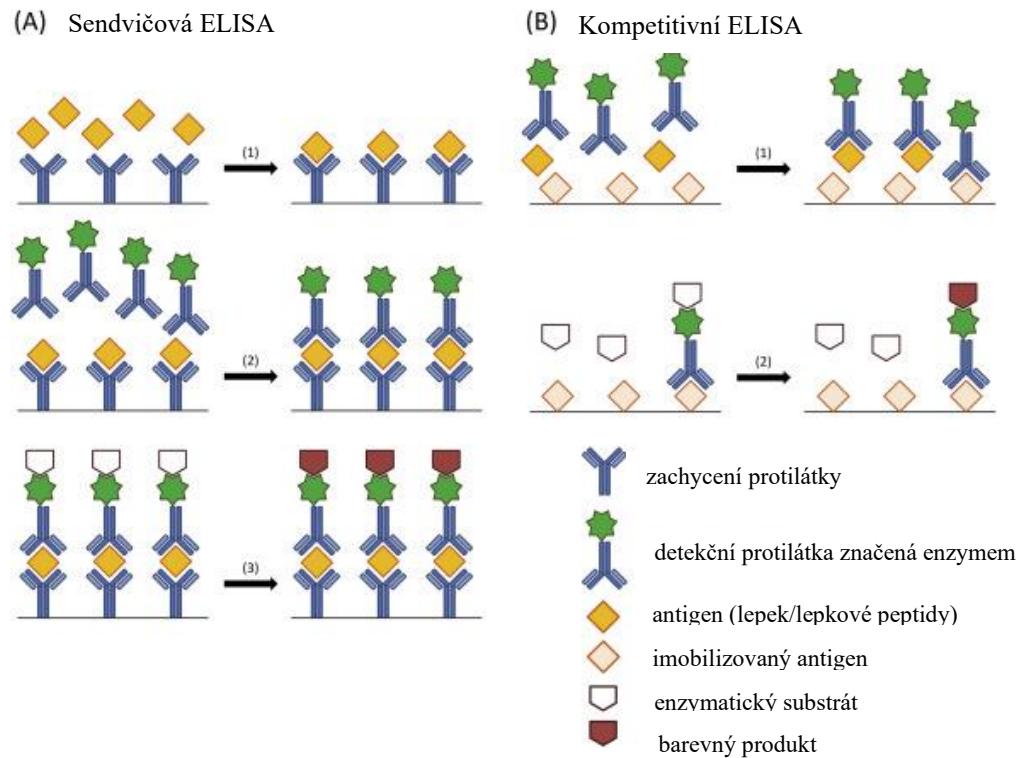 (A) Sendvičová ELISA
(1)
(2)
(3)
(B) Kompetitivní ELISA
(1)
(2)
zachycení protilátky
detekční protilátka značená enzymem
antigen (lepek/lepkové peptidy)
imobilizovaný antigen
enzymatický substrát
barevný produkt